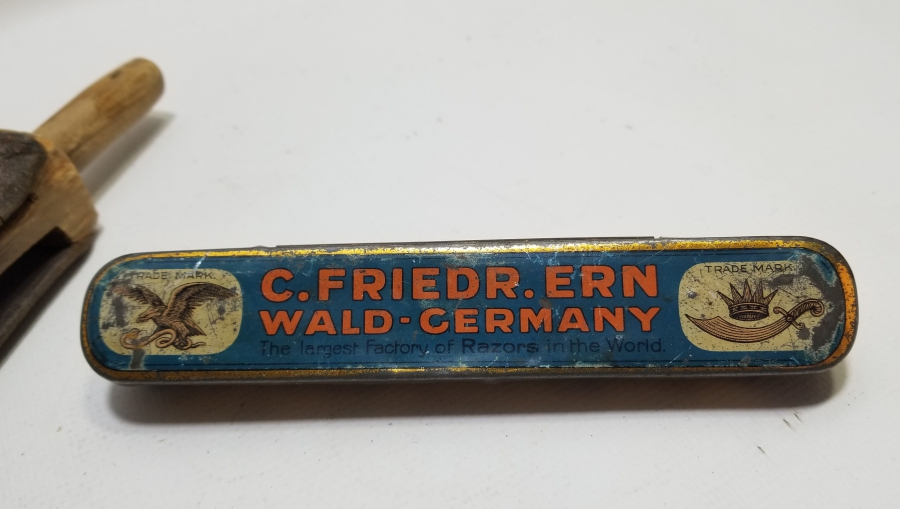 TRADE MARK.
C. FRIEDR. ERN
WALD-GERMANY
The largest Factory of Razors in the World.
TRADE MARK.